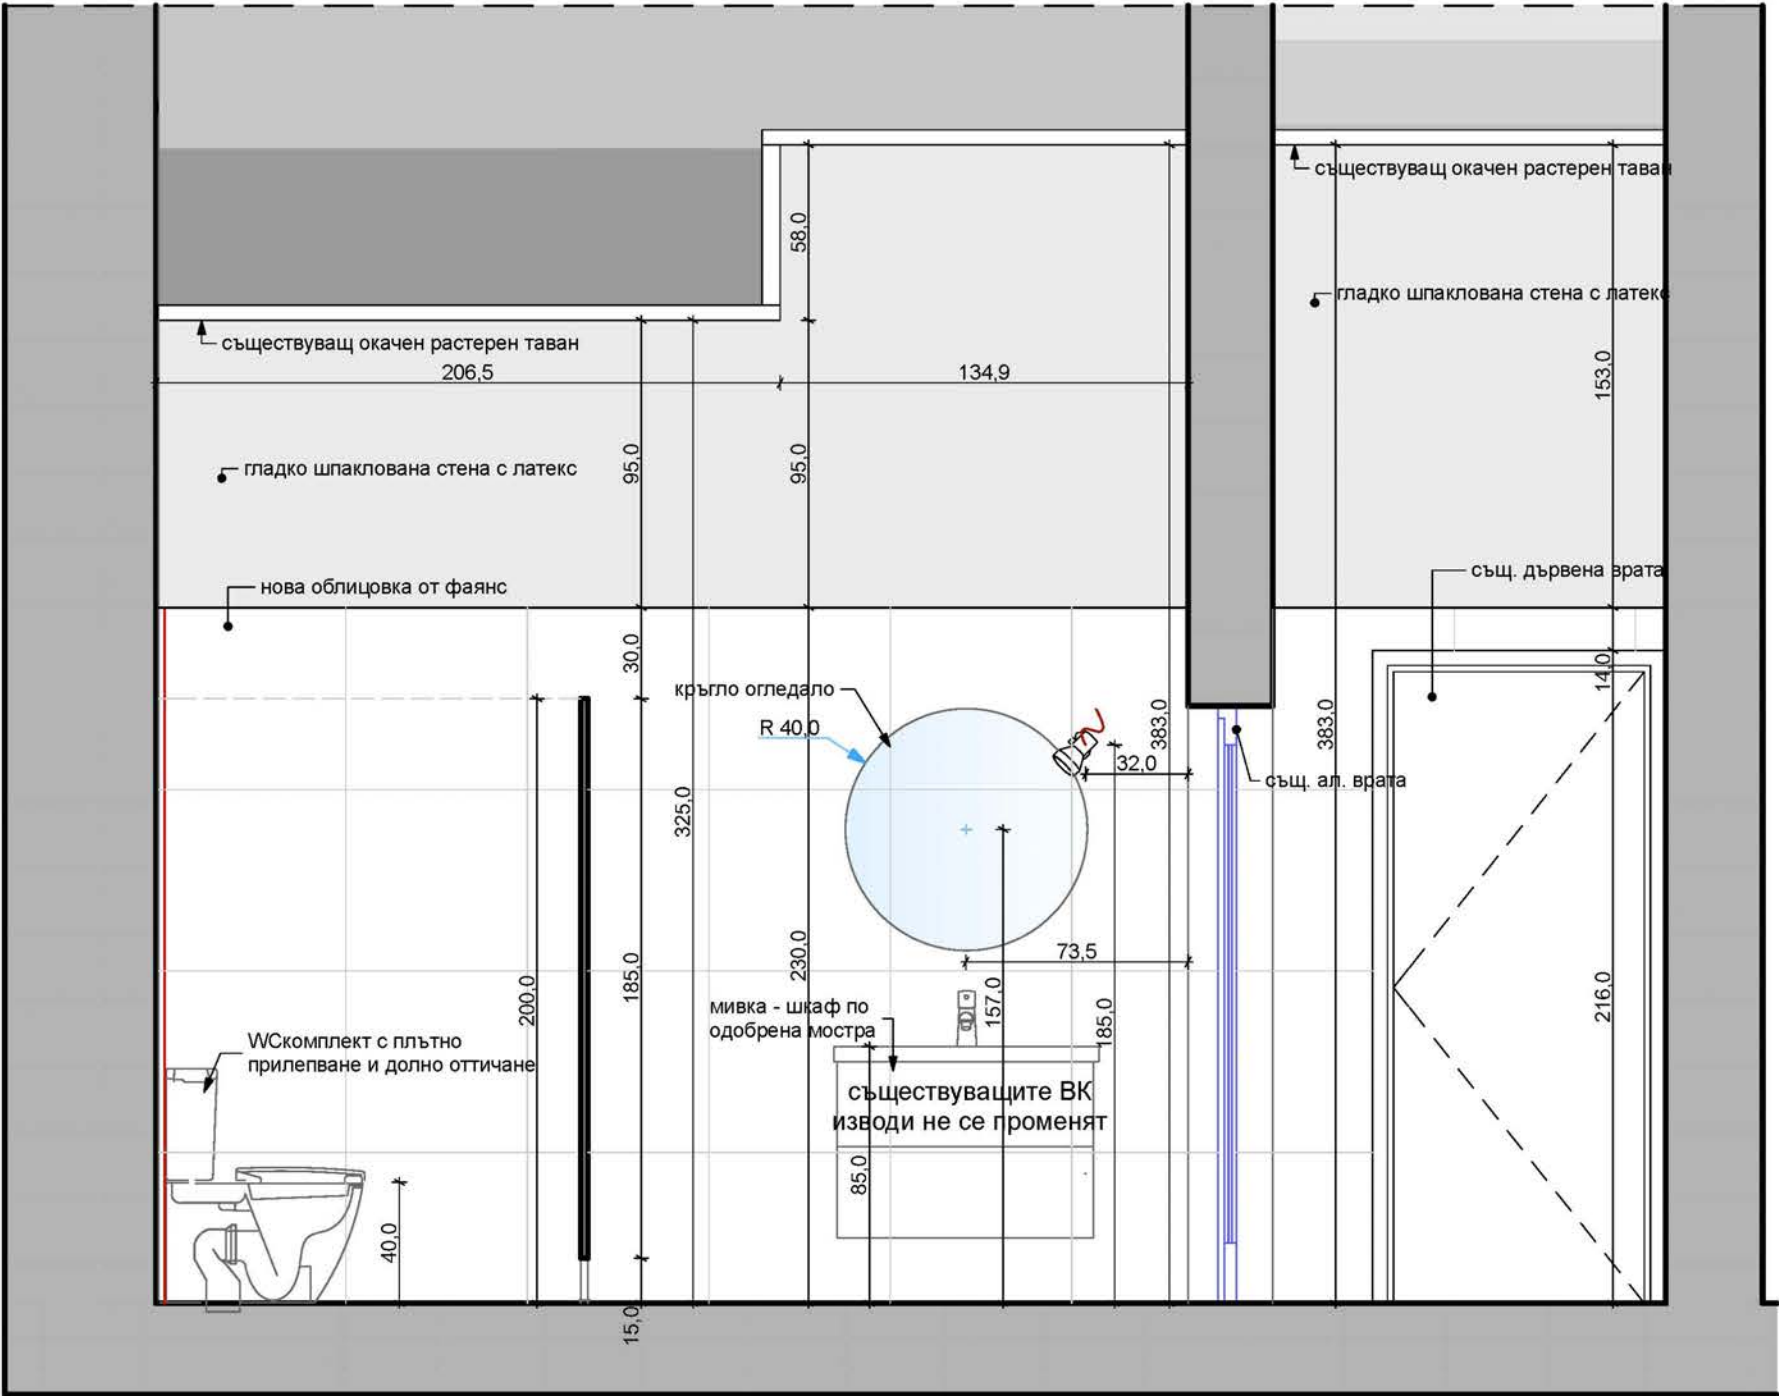 същестуващ окачен растерен таван
58,0
гладко шпаклована стена с латекс
същестуващ окачен растерен таван
206,5
134,9
153,0
95,0
95,0
гладко шпаклована стена с латекс
същ. дървена врата
нова облицовка от фаянс
30,0
14,0
кръгло огледало
R 40,0
383,0
383,0
32,0
същ. ал. врата
325,0
230,0
73,5
185,0
200,0
157,0
185,0
216,0
мивка - шкаф по
одобрена мостра
WCкомплект с плътно
прилепване и долно оттичане
съществуващите ВК
изводи не се променят
85,0
40,0
15,0